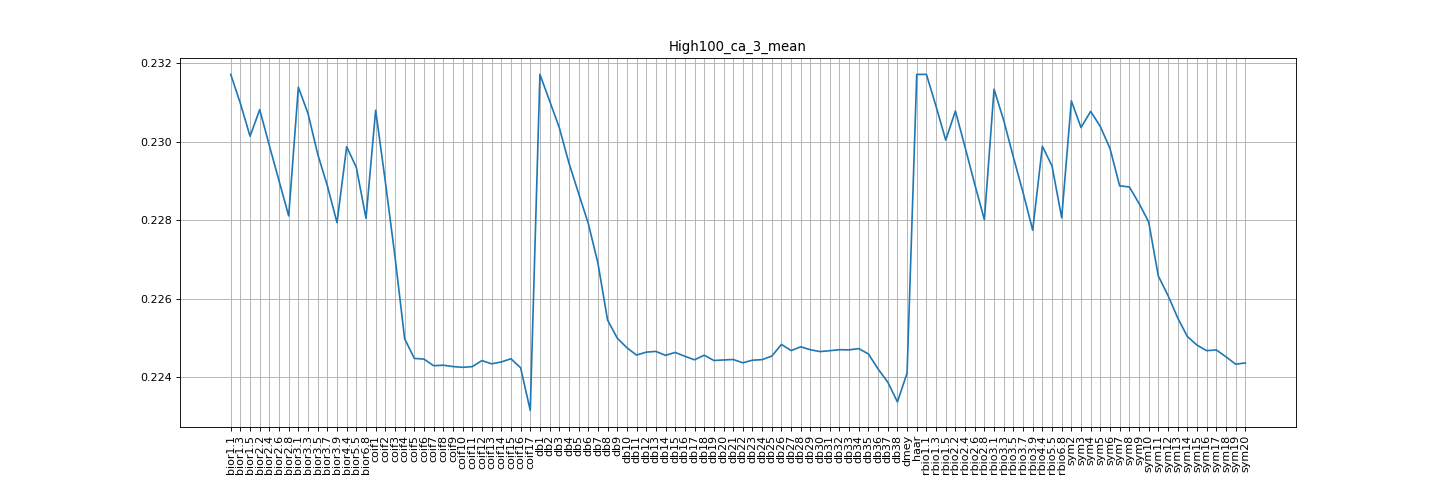 High100_ca_3_mean
0.232
0.230
0.228
0.226
0.224
bior1.1
bior1.3
bior1.5
bior2.2
bior2.4
bior2.6
bior2.8
bior3.1
bior3.3
bior3.5
bior3.7
bior3.9
bior4.4
bior5.5
bior6.8
coif1
coif2
coif3
coif4
coif5
coif6
coif7
coif8
coif9
coif10
coif11
coif12
coif13
coif14
coif15
coif16
coif17
db1
db2
db3
db4
db5
db6
db7
db8
db9
db10
db11
db12
db13
db14
db15
db16
db17
db18
db19
db20
db21
db22
db23
db24
db25
db26
db27
db28
db29
db30
db31
db32
db33
db34
db35
db36
db37
db38
dmey
haar
rbio1.1
rbio1.3
rbio1.5
rbio2.2
rbio2.4
rbio2.6
rbio2.8
rbio3.1
rbio3.3
rbio3.5
rbio3.7
rbio3.9
rbio4.4
rbio5.5
rbio6.8
sym2
sym3
sym4
sym5
sym6
sym7
sym8
sym9
sym10
sym11
sym12
sym13
sym14
sym15
sym16
sym17
sym18
sym19
sym20